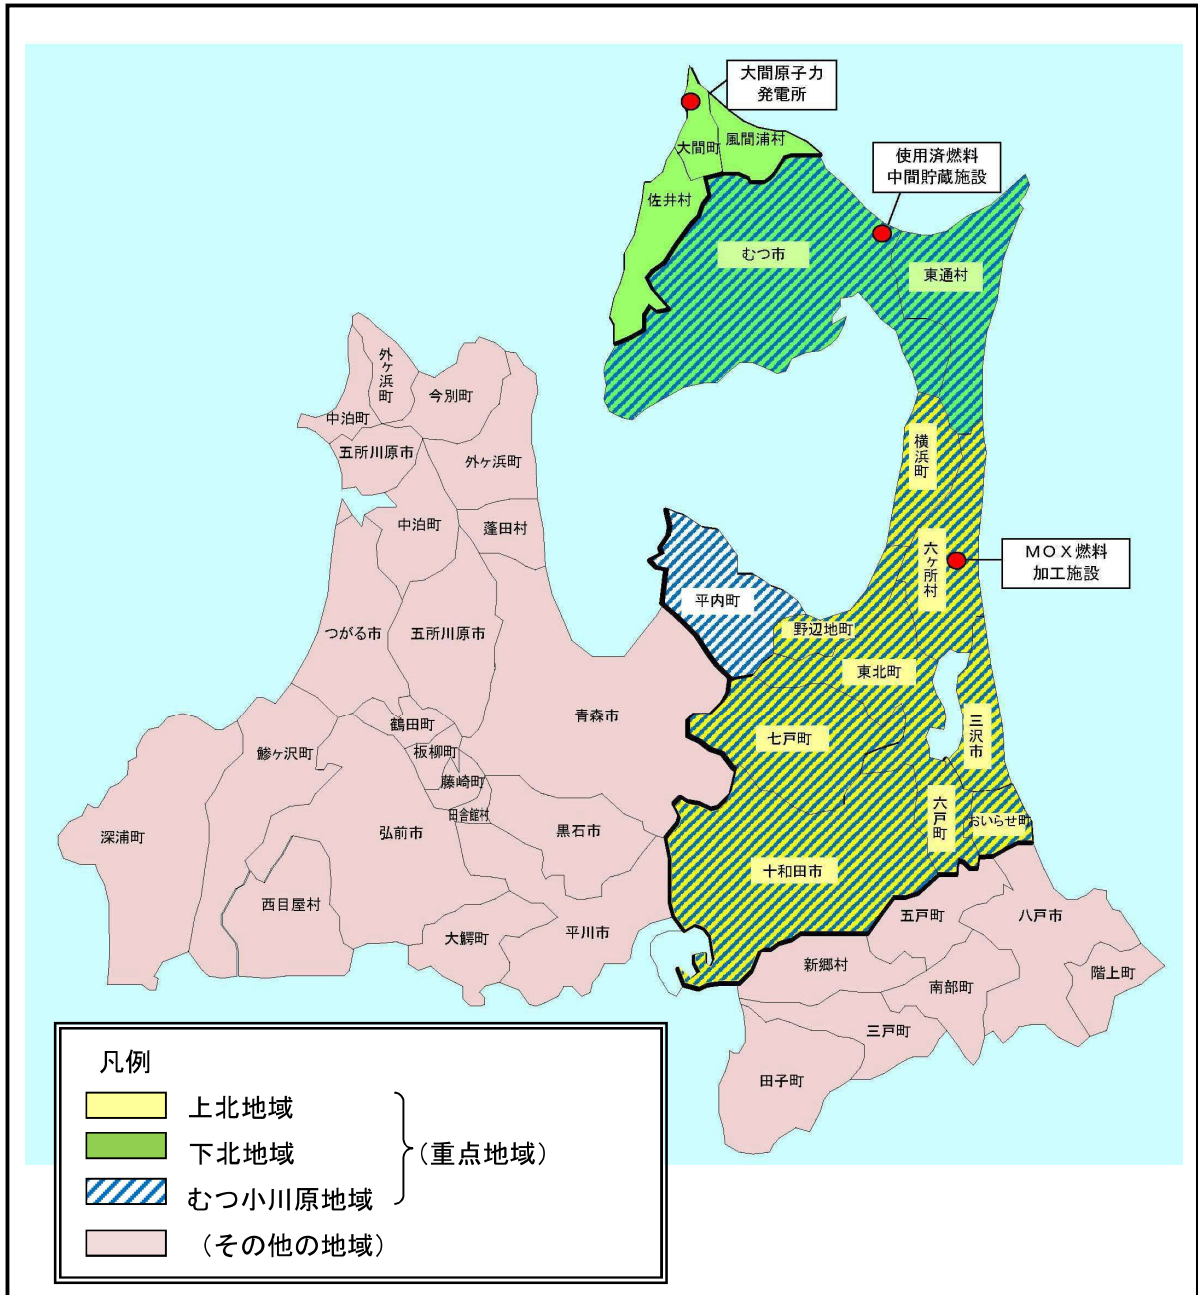 大間原子力
発電所
大間町
風間浦村
佐井村
使用済燃料
中間貯蔵施設
むつ市
東通村
外ヶ浜町
今別町
中泊町
五所川原市
外ヶ浜町
横浜町
中泊町
蓬田村
六ヶ所村
MOX燃料
加工施設
平内町
野辺地町
つがる市
五所川原市
東北町
青森市
鶴田町
七戸町
三沢市
鰺ヶ沢町
板柳町
藤崎町
田舎館村
六戸町
おいらせ町
深浦町
弘前市
黒石市
十和田市
西目屋村
大鰐町
平川市
五戸町
八戸市
新郷村
南部町
階上町
三戸町
田子町
凡例
上北地域
下北地域
(重点地域)
むつ小川原地域
(その他の地域)